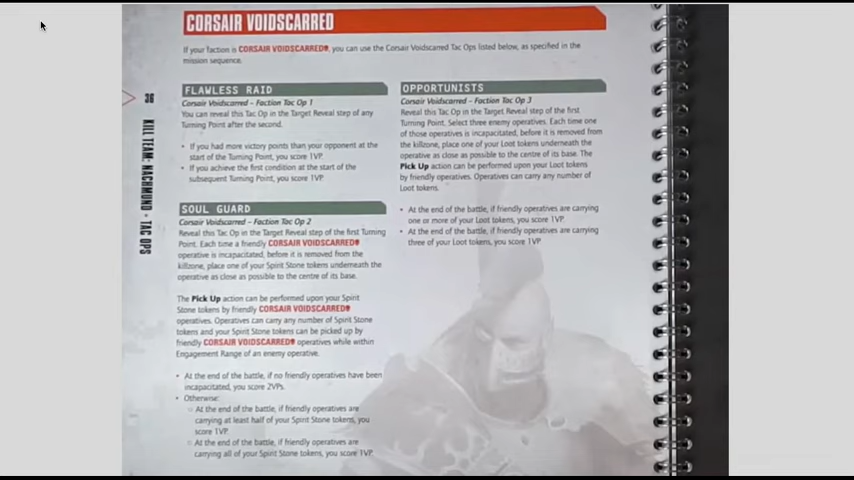 CORSAIR VOIDSCARRED
If your faction is CORSAIR VOIDSCARRED, you can use the Corsair Voidscarred Tac Ops listed below, as specified in the
mission sequence.
36
KILL TEAM: NACHMUND - TAC OPS
FLAWLESS RAID
Corsair Voidscarred – Faction Tac Op 1
You can reveal this Tac Op in the Target Reveal step of any
Turning Point after the second.
• If you had more victory points than your opponent at the
start of the Turning Point, you score 1VP.
• If you achieve the first condition at the start of the
subsequent Turning Point, you score 1VP.
SOUL GUARD
Corsair Voidscarred – Faction Tac Op 2
Reveal this Tac Op in the Target Reveal step of the first Turning
Point. Each time a friendly CORSAIR VOIDSCARRED
operative is incapacitated, before it is removed from the
killzone, place one of your Spirit Stone tokens underneath the
operative as close as possible to the centre of its base.
The Pick Up action can be performed upon your Spirit
Stone tokens by friendly CORSAIR VOIDSCARRED
operatives. Operatives can carry any number of Spirit Stone
tokens and your Spirit Stone tokens can be picked up by
friendly CORSAIR VOIDSCARRED operatives while within
Engagement Range of an enemy operative.
• At the end of the battle, if no friendly operatives have been
incapacitated, you score 2VPs.
• Otherwise:
○ At the end of the battle, if friendly operatives are
carrying at least half of your Spirit Stone tokens, you
score 1VP.
○ At the end of the battle, if friendly operatives are
carrying all of your Spirit Stone tokens, you score 1VP.
OPPORTUNISTS
Corsair Voidscarred – Faction Tac Op 3
Reveal this Tac Op in the Target Reveal step of the first
Turning Point. Select three enemy operatives. Each time one
of those operatives is incapacitated, before it is removed from
the killzone, place one of your Loot tokens underneath the
operative as close as possible to the centre of its base. The
Pick Up action can be performed upon your Loot tokens
by friendly operatives. Operatives can carry any number of
Loot tokens.
• At the end of the battle, if friendly operatives are carrying
one or more of your Loot tokens, you score 1VP.
• At the end of the battle, if friendly operatives are carrying
three of your Loot tokens, you score 1VP.